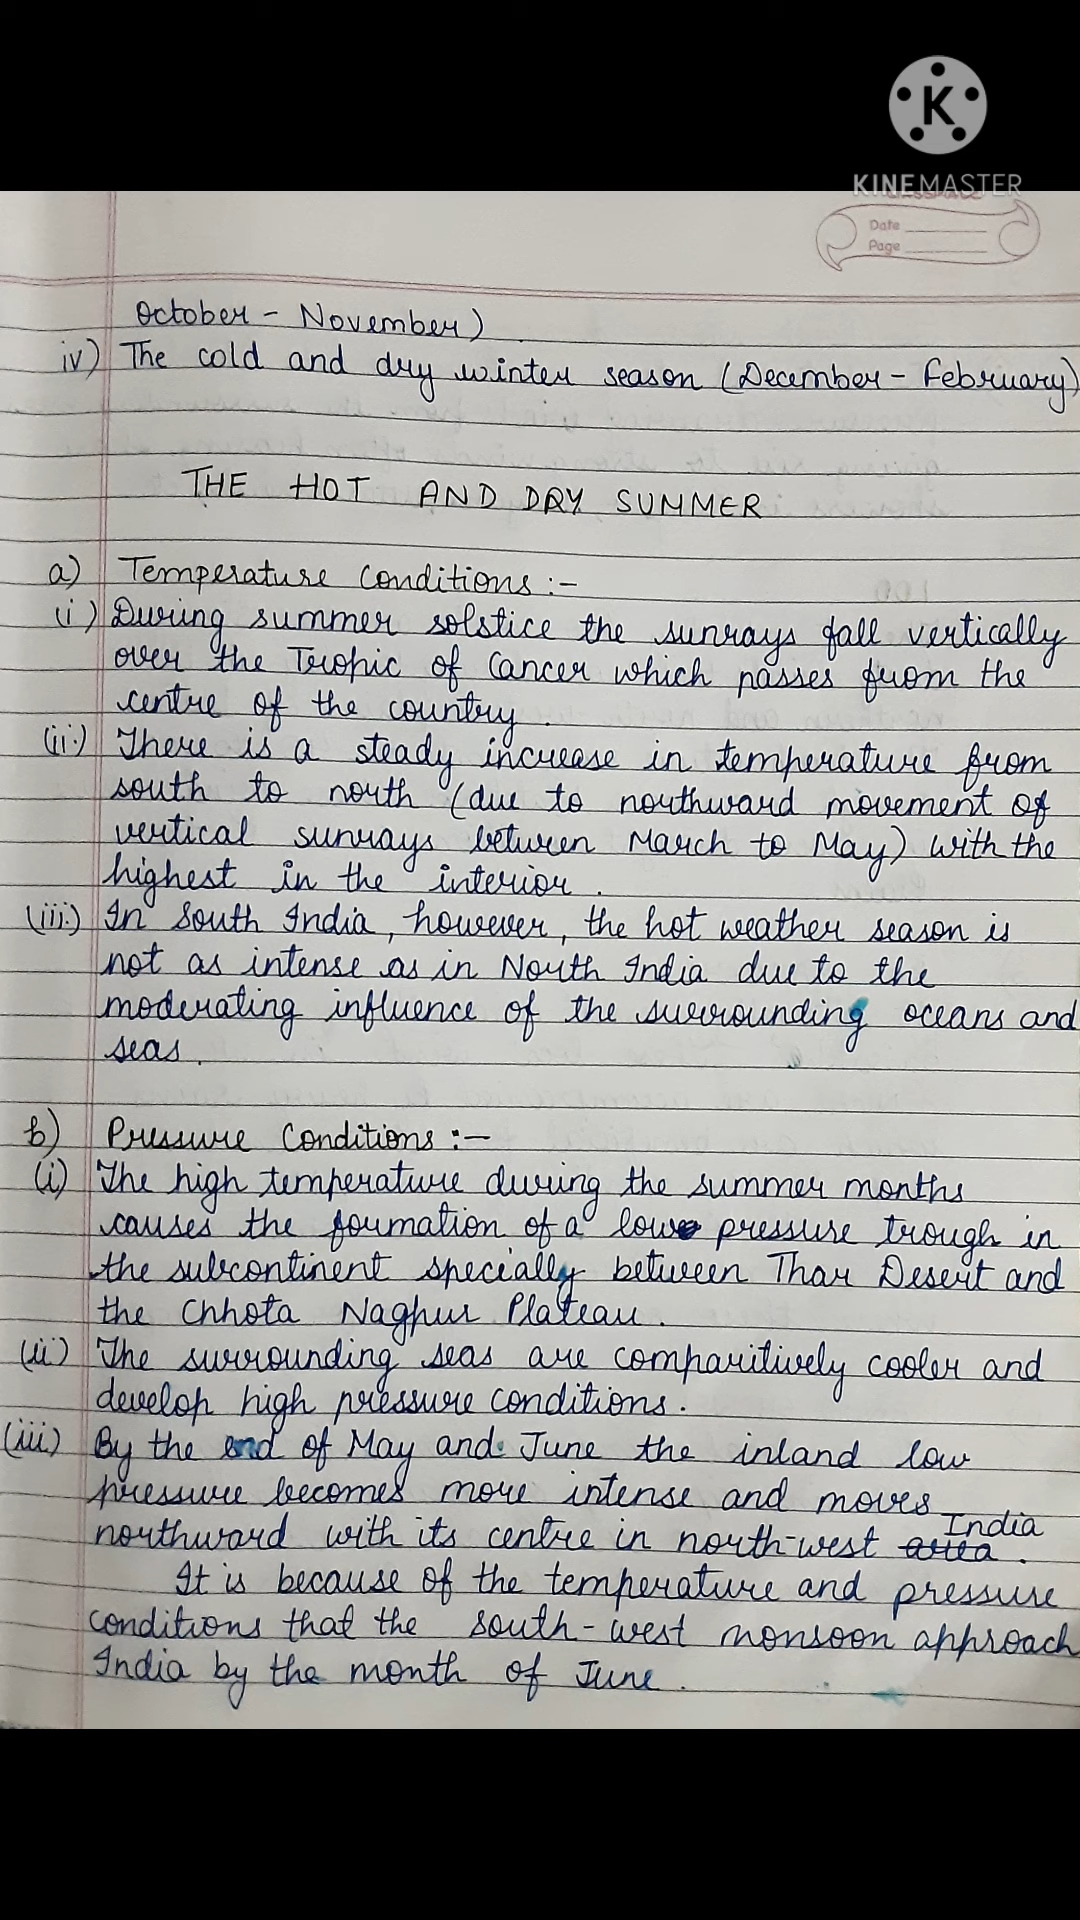 KINEMASTER
Date
Page
October - November)
iv) The cold and dry winter season (December - February)
THE HOT AND DRY SUMMER
a) Temperature Conditions :-
(i) During summer solstice the sunrays fall vertically
over the Tropic of Cancer which passes from the
centre of the country.
(ii) There is a steady increase in temperature from
south to north (due to northward movement of
vertical sunrays between March to May) with the
highest in the interior.
(iii) In South India, however, the hot weather season is
not as intense as in North India due to the
moderating influence of the surrounding oceans and
seas.
b) Pressure Conditions :-
(i) The high temperature during the summer months
causes the formation of a low pressure trough in
the subcontinent specially between Thar Desert and
the Chhota Naghpur Plateau.
(ii) The surrounding seas are comparitively cooler and
develop high pressure conditions.
(iii) By the end of May and June the inland low
pressure becomes more intense and moves
northward with its centre in north-west area India.
It is because of the temperature and pressure
conditions that the south-west monsoon approach
India by the month of June.